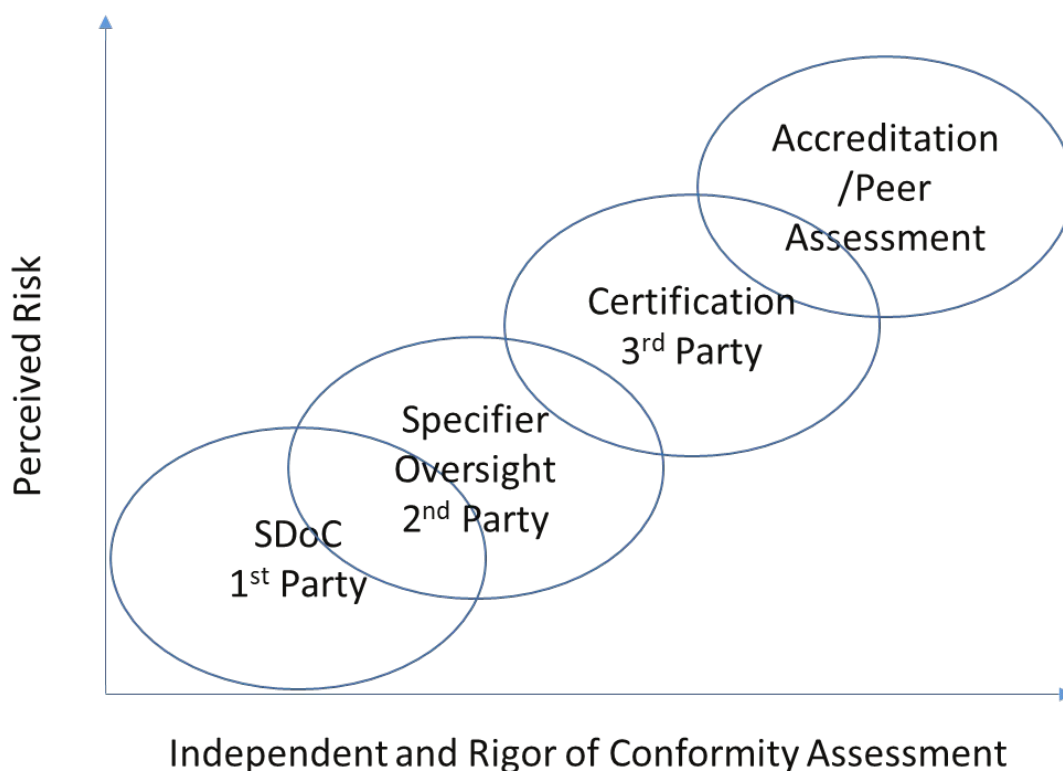 Accreditation
/Peer
Assessment
Certification
3rd Party
Specifier
Oversight
2nd Party
SDoC
1st Party
Perceived Risk
Independent and Rigor of Conformity Assessment